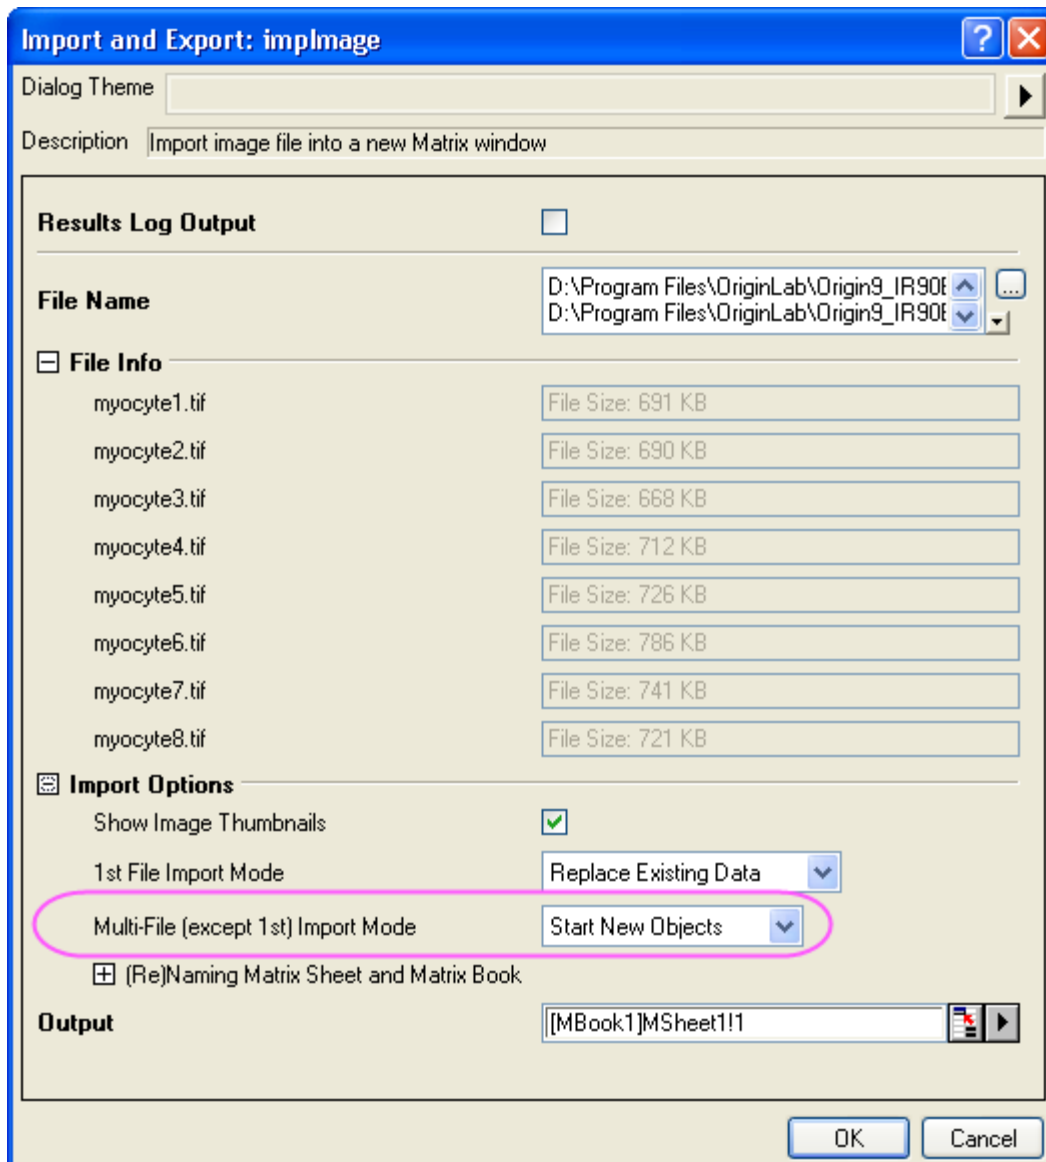 Import and Export: impImage
Dialog Theme
Description Import image file into a new Matrix window
Results Log Output
File Name
D:\Program Files\OriginLab\Origin9_IR90
D:\Program Files\OriginLab\Origin9_IR90
...
File Info
myocyte1.tif File Size: 691 KB
myocyte2.tif File Size: 690 KB
myocyte3.tif File Size: 668 KB
myocyte4.tif File Size: 712 KB
myocyte5.tif File Size: 726 KB
myocyte6.tif File Size: 786 KB
myocyte7.tif File Size: 741 KB
myocyte8.tif File Size: 721 KB
Import Options
Show Image Thumbnails
1st File Import Mode Replace Existing Data
Multi-File (except 1st) Import Mode Start New Objects
(Re)Naming Matrix Sheet and Matrix Book
Output [MBook1]MSheet1!1
OK Cancel